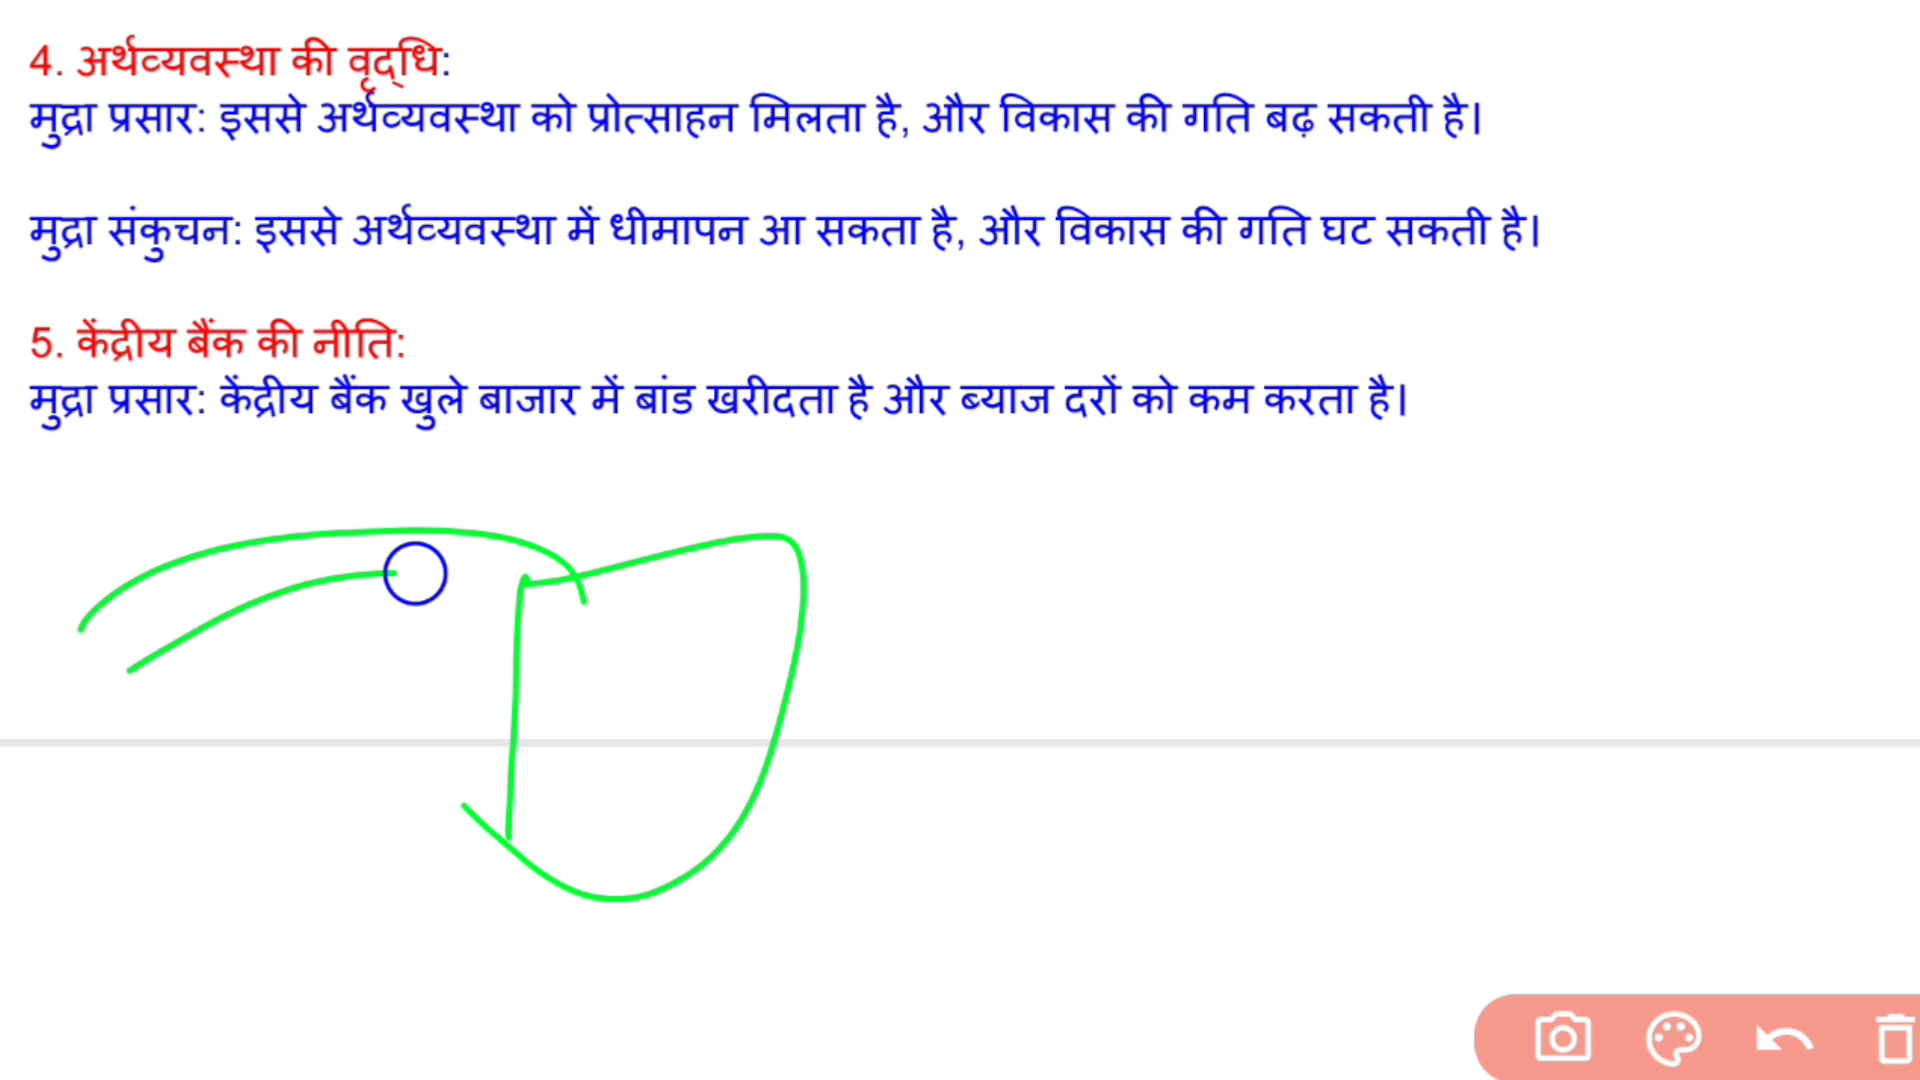 4. अर्थव्यवस्था की वृद्‌धि:
मुद्रा प्रसार: इससे अर्थव्यवस्था को प्रोत्साहन मिलता है, और विकास की गति बढ़ सकती है।
मुद्रा संकुचन: इससे अर्थव्यवस्था में धीमापन आ सकता है, और विकास की गति घट सकती है।
5. केंद्रीय बैंक की नीति:
मुद्रा प्रसार: केंद्रीय बैंक खुले बाजार में बांड खरीदता है और ब्याज दरों को कम करता है।